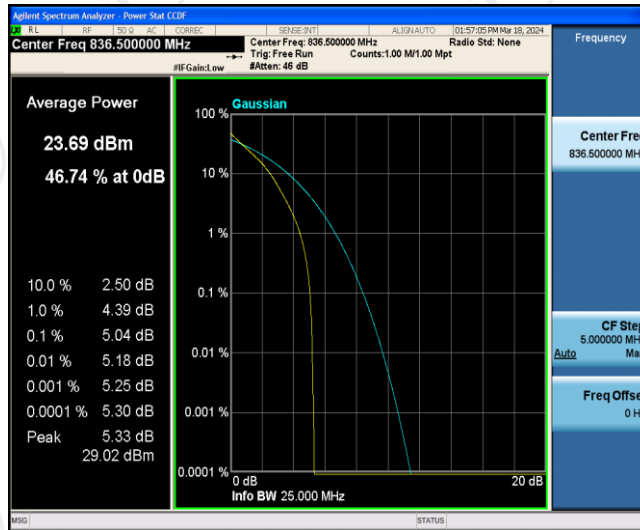 Agilent Spectrum Analyzer - Power Stat CCDF
RL RF 50 Ω AC CORREC SENSE:INT ALIGNAUTO 01:57:05 PM Mar 18, 2024
Center Freq 836.500000 MHz
Center Freq: 836.500000 MHz Radio Std: None
Trig: Free Run Counts:1.00 M/1.00 Mpt
#IFGain:Low #Atten: 46 dB
Frequency
Average Power
23.69 dBm
46.74 % at 0dB
10.0 % 2.50 dB
1.0 % 4.39 dB
0.1 % 5.04 dB
0.01 % 5.18 dB
0.001 % 5.25 dB
0.0001 % 5.30 dB
Peak 5.33 dB
29.02 dBm
Gaussian
100 %
10 %
1 %
0.1 %
0.01 %
0.001 %
0.0001 %
0 dB 20 dB
Info BW 25.000 MHz
Center Fre
836.500000 MH
CF Step
5.000000 MH
Auto Ma
Freq Offse
0 H
MSG STATUS